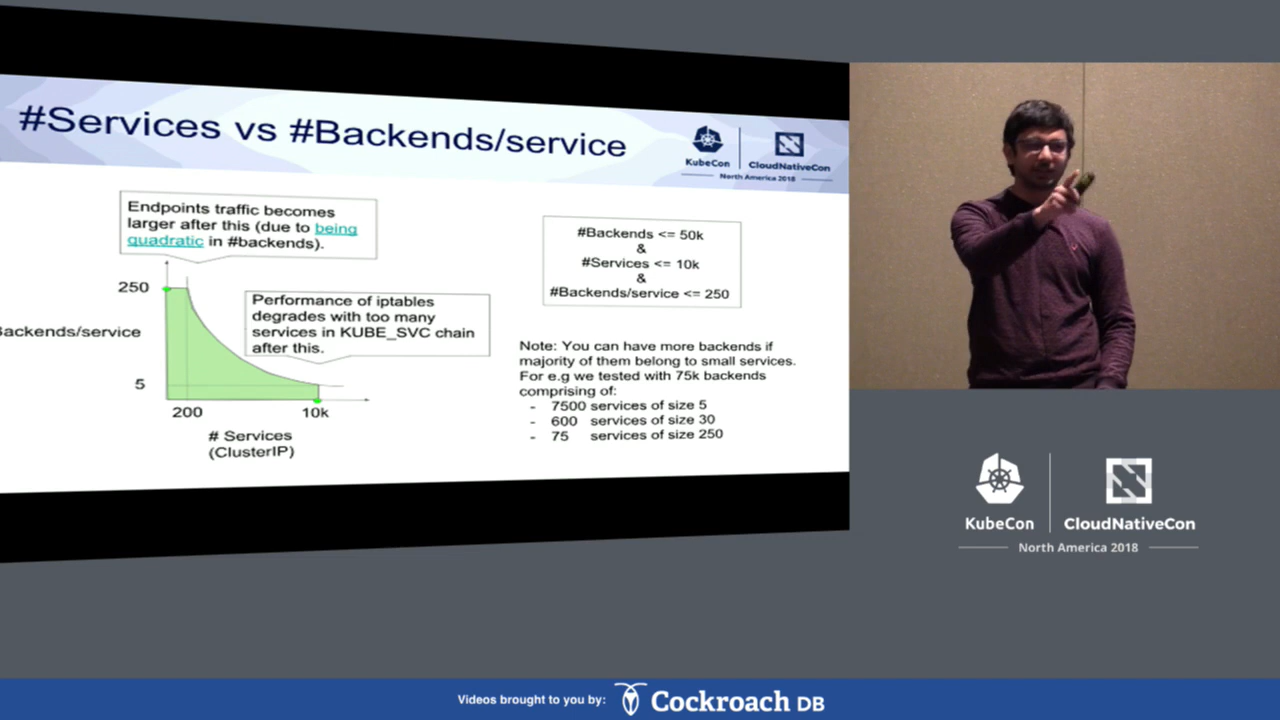 #Services vs #Backends/service
KubeCon
CloudNativeCon
North America 2018
Endpoints traffic becomes
larger after this (due to being
quadratic in #backends).
250
Performance of iptables
degrades with too many
services in KUBE_SVC chain
after this.
Backends/service
5
200
10k
# Services
(ClusterIP)
#Backends <= 50k
&
#Services <= 10k
&
#Backends/service <= 250
Note: You can have more backends if
majority of them belong to small services.
For e.g we tested with 75k backends
comprising of:
- 7500 services of size 5
- 600 services of size 30
- 75 services of size 250
KubeCon
CloudNativeCon
North America 2018
Videos brought to you by: Cockroach DB